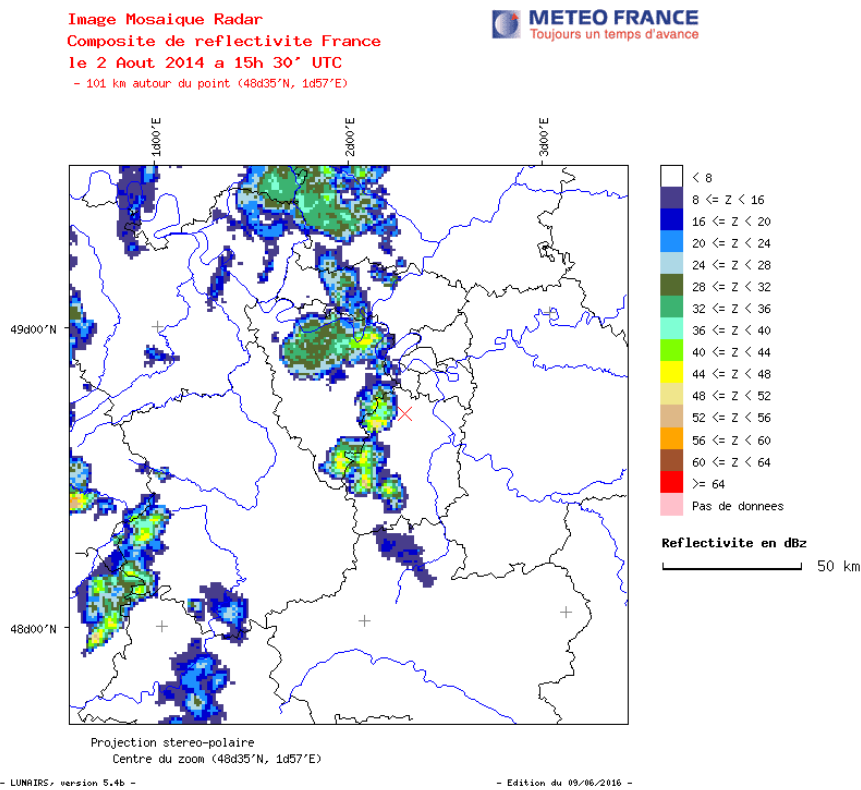 Image Mosaique Radar
Composite de reflectivite France
le 2 Aout 2014 a 15h 30' UTC
- 101 km autour du point (48d35'N, 1d57'E)
METEO FRANCE
Toujours un temps d'avance
1d00'E
2d00'E
3d00'E
49d00'N
48d00'N
< 8
8 <= Z < 16
16 <= Z < 20
20 <= Z < 24
24 <= Z < 28
28 <= Z < 32
32 <= Z < 36
36 <= Z < 40
40 <= Z < 44
44 <= Z < 48
48 <= Z < 52
52 <= Z < 56
56 <= Z < 60
60 <= Z < 64
>= 64
Pas de donnees
Reflectivite en dBz
50 km
Projection stereo-polaire
Centre du zoom (48d35'N, 1d57'E)
- LUNAIRS, version 5.4b -
- Edition du 09/06/2016 -